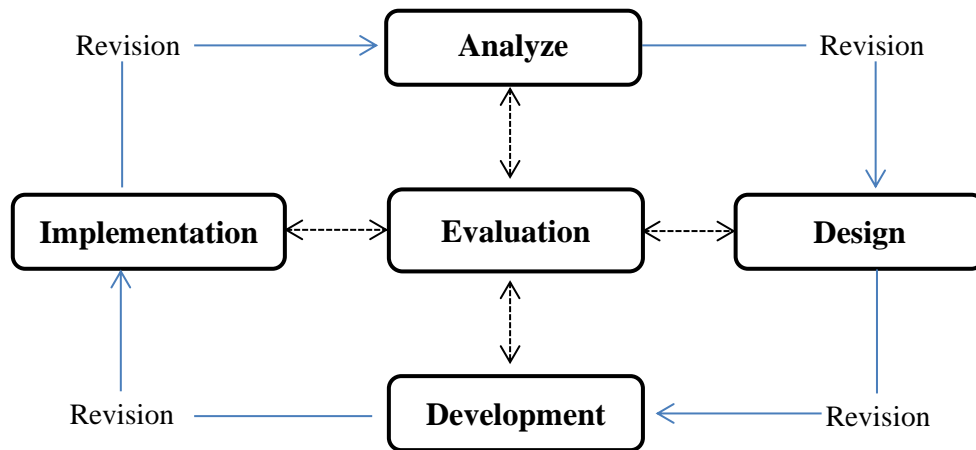 Revision
Analyze
Revision
Implementation
Evaluation
Design
Revision
Development
Revision